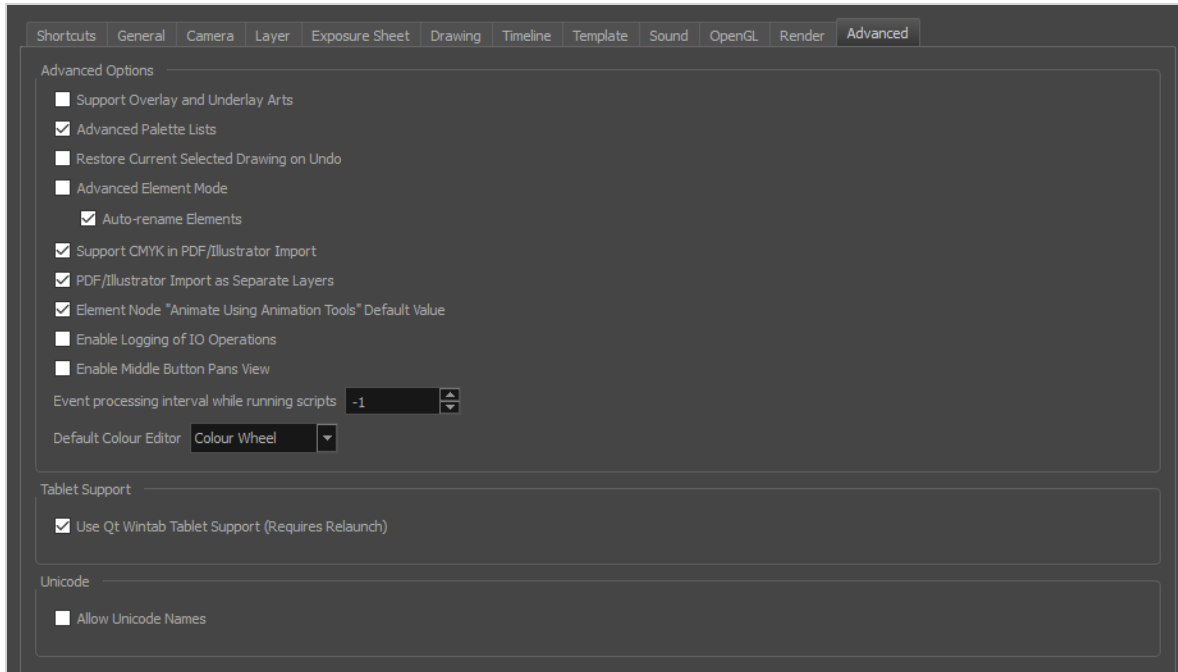 Shortcuts General Camera Layer Exposure Sheet Drawing Timeline Template Sound OpenGL Render Advanced
Advanced Options
Support Overlay and Underlay Arts
Advanced Palette Lists
Restore Current Selected Drawing on Undo
Advanced Element Mode
Auto-rename Elements
Support CMYK in PDF/Illustrator Import
PDF/Illustrator Import as Separate Layers
Element Node "Animate Using Animation Tools" Default Value
Enable Logging of IO Operations
Enable Middle Button Pans View
Event processing interval while running scripts -1
Default Colour Editor Colour Wheel
Tablet Support
Use Qt Wintab Tablet Support (Requires Relaunch)
Unicode
Allow Unicode Names